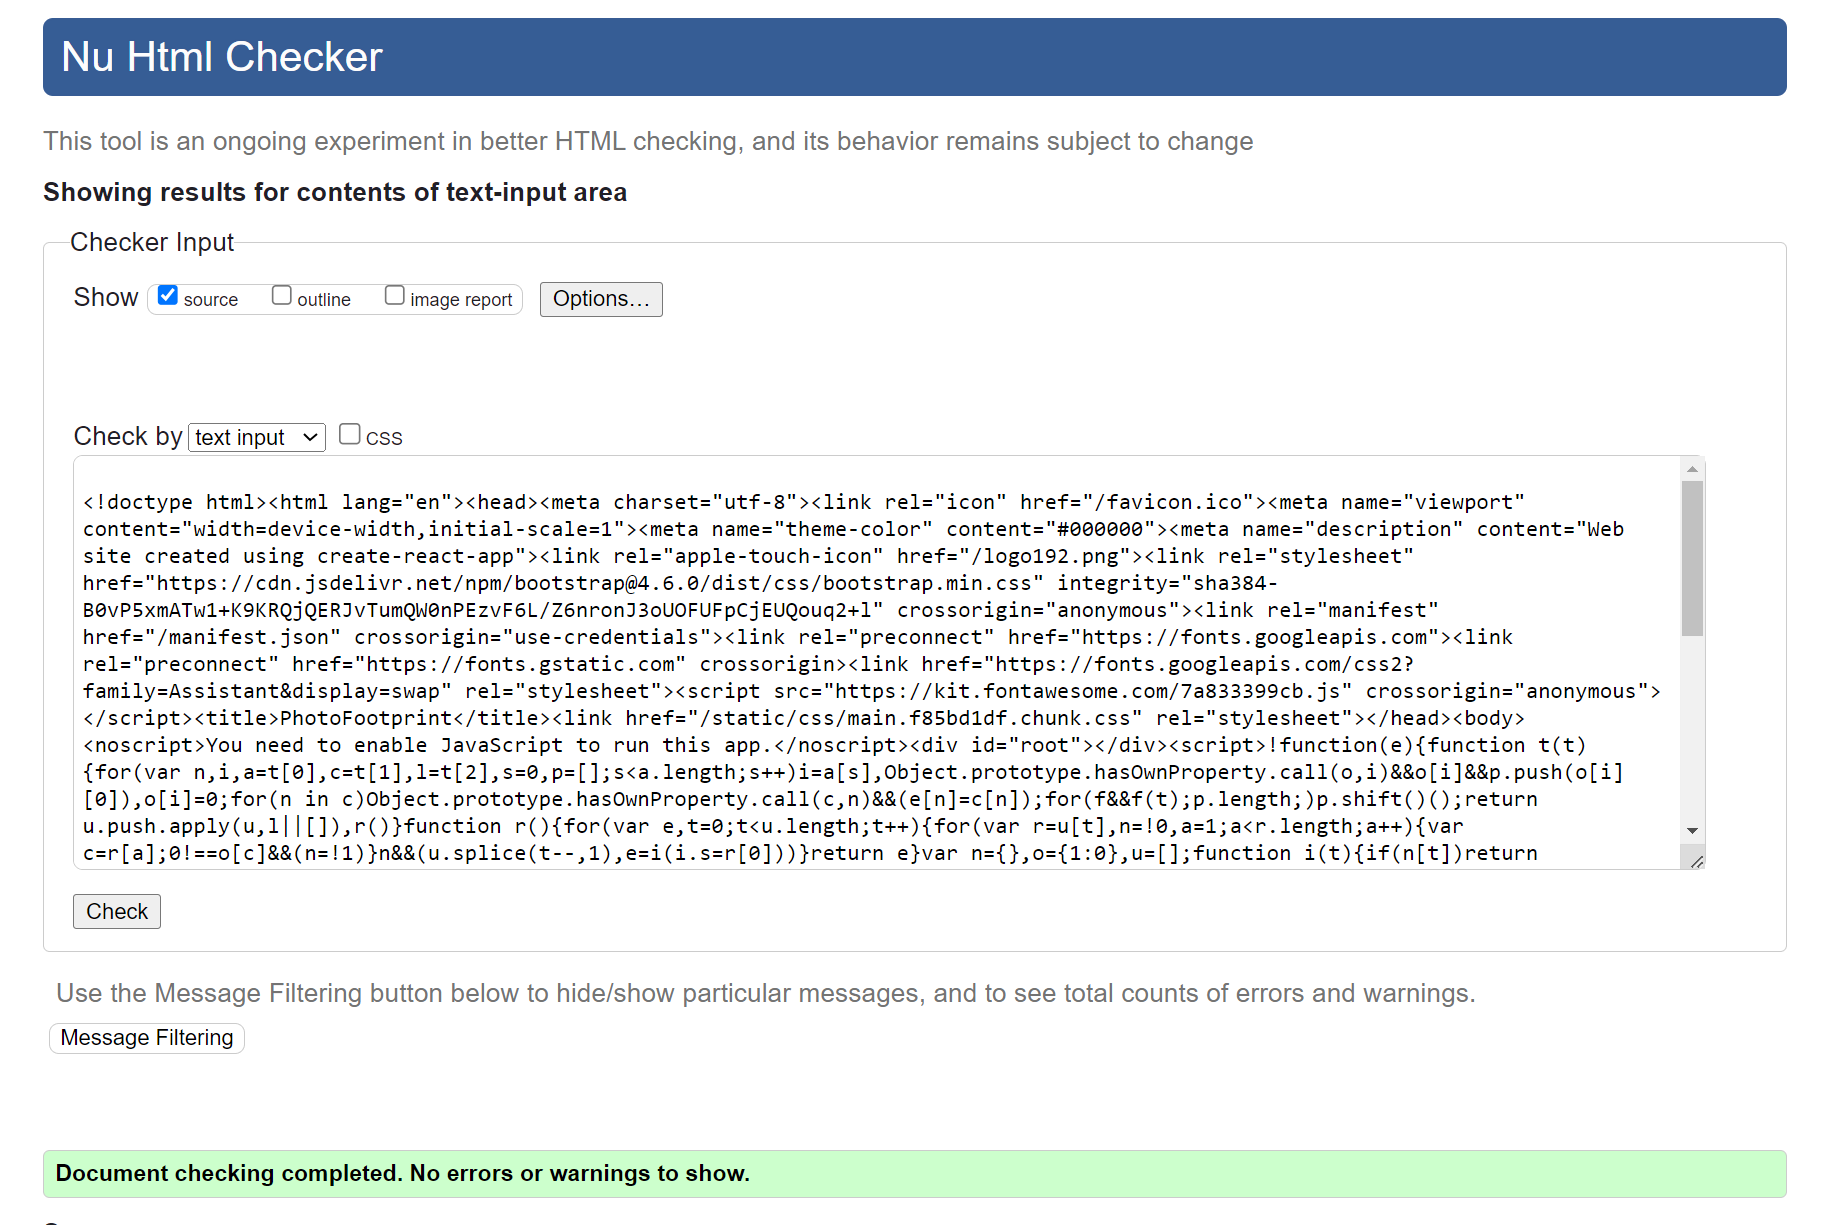 Nu Html Checker
This tool is an ongoing experiment in better HTML checking, and its behavior remains subject to change
Showing results for contents of text-input area
Checker Input
Show source outline image report Options...
Check by text input css
<!doctype html><html lang="en"><head><meta charset="utf-8"><link rel="icon" href="/favicon.ico"><meta name="viewport"
content="width=device-width,initial-scale=1"><meta name="theme-color" content="#000000"><meta name="description" content="Web
site created using create-react-app"><link rel="apple-touch-icon" href="/logo192.png"><link rel="stylesheet"
href="https://cdn.jsdelivr.net/npm/bootstrap@4.6.0/dist/css/bootstrap.min.css" integrity="sha384-
B0vP5xmATw1+K9KRQjQERJvTumQW0nPEzvF6L/Z6nronJ3oUOFUFpCjEUQouq2+l" crossorigin="anonymous"><link rel="manifest"
href="/manifest.json" crossorigin="use-credentials"><link rel="preconnect" href="https://fonts.googleapis.com"><link
rel="preconnect" href="https://fonts.gstatic.com" crossorigin><link href="https://fonts.googleapis.com/css2?
family=Assistant&display=swap" rel="stylesheet"><script src="https://kit.fontawesome.com/7a833399cb.js" crossorigin="anonymous">
</script><title>PhotoFootprint</title><link href="/static/css/main.f85bd1df.chunk.css" rel="stylesheet"></head><body>
<noscript>You need to enable JavaScript to run this app.</noscript><div id="root"></div><script>!function(e){function t(t)
{for(var n,i,a=t[0],c=t[1],l=t[2],s=0,p=[];s<a.length;s++)i=a[s],Object.prototype.hasOwnProperty.call(o,i)&&o[i]&&p.push(o[i]
[0]),o[i]=0;for(n in c)Object.prototype.hasOwnProperty.call(c,n)&&(e[n]=c[n]);for(f&&f(t);p.length;)p.shift()();return
u.push.apply(u,l||[]),r()}function r(){for(var e,t=0;t<u.length;t++){for(var r=u[t],n=!0,a=1;a<r.length;a++){var
c=r[a];0!==o[c]&&(n=!1)}n&&(u.splice(t--,1),e=i(i.s=r[0]))}return e}var n={},o={1:0},u=[];function i(t){if(n[t])return
Check
Use the Message Filtering button below to hide/show particular messages, and to see total counts of errors and warnings.
Message Filtering
Document checking completed. No errors or warnings to show.